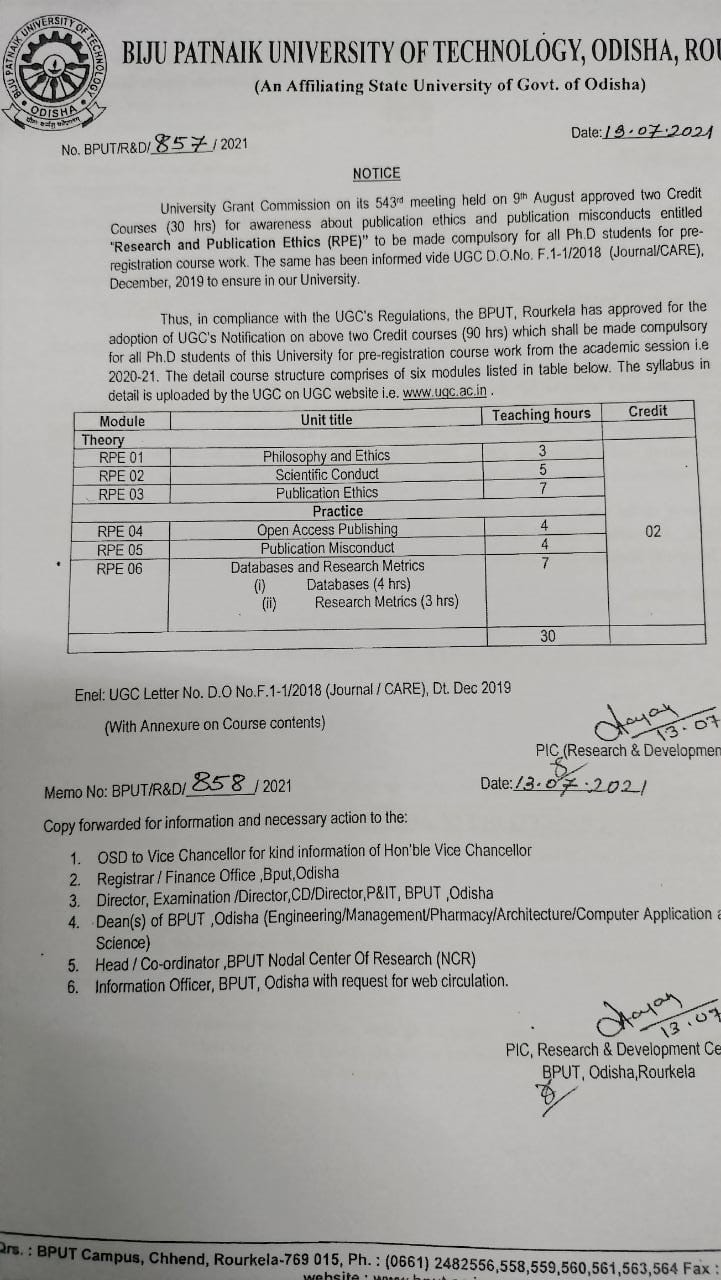 BIJU PATNAIK UNIVERSITY OF TECHNOLOGY
ODISHA
BIJU PATNAIK UNIVERSITY OF TECHNOLOGY, ODISHA, ROU
(An Affiliating State University of Govt. of Odisha)
No. BPUT/R&D/ 857 / 2021
Date: 13.07.2021
NOTICE
University Grant Commission on its 543rd meeting held on 9th August approved two Credit
Courses (30 hrs) for awareness about publication ethics and publication misconducts entitled
"Research and Publication Ethics (RPE)" to be made compulsory for all Ph.D students for pre-
registration course work. The same has been informed vide UGC D.O.No. F.1-1/2018 (Journal/CARE),
December, 2019 to ensure in our University.
Thus, in compliance with the UGC's Regulations, the BPUT, Rourkela has approved for the
adoption of UGC's Notification on above two Credit courses (90 hrs) which shall be made compulsory
for all Ph.D students of this University for pre-registration course work from the academic session i.e
2020-21. The detail course structure comprises of six modules listed in table below. The syllabus in
detail is uploaded by the UGC on UGC website i.e. www.ugc.ac.in .
Module Unit title Teaching hours Credit
Theory
RPE 01 Philosophy and Ethics 3
RPE 02 Scientific Conduct 5
RPE 03 Publication Ethics 7
Practice
RPE 04 Open Access Publishing 4 02
RPE 05 Publication Misconduct 4
RPE 06 Databases and Research Metrics 7
(i) Databases (4 hrs)
(ii) Research Metrics (3 hrs)
30
Enel: UGC Letter No. D.O No.F.1-1/2018 (Journal / CARE), Dt. Dec 2019
(With Annexure on Course contents)
13.07
PIC (Research & Developmen
Memo No: BPUT/R&D/ 858 / 2021
Date: 13.07.2021
Copy forwarded for information and necessary action to the:
1. OSD to Vice Chancellor for kind information of Hon'ble Vice Chancellor
2. Registrar / Finance Office ,Bput,Odisha
3. Director, Examination /Director,CD/Director,P&IT, BPUT ,Odisha
4. Dean(s) of BPUT ,Odisha (Engineering/Management/Pharmacy/Architecture/Computer Application a
Science)
5. Head / Co-ordinator ,BPUT Nodal Center Of Research (NCR)
6. Information Officer, BPUT, Odisha with request for web circulation.
13.07
PIC, Research & Development Ce
BPUT, Odisha,Rourkela
Qrs. : BPUT Campus, Chhend, Rourkela-769 015, Ph. : (0661) 2482556,558,559,560,561,563,564 Fax :
website :